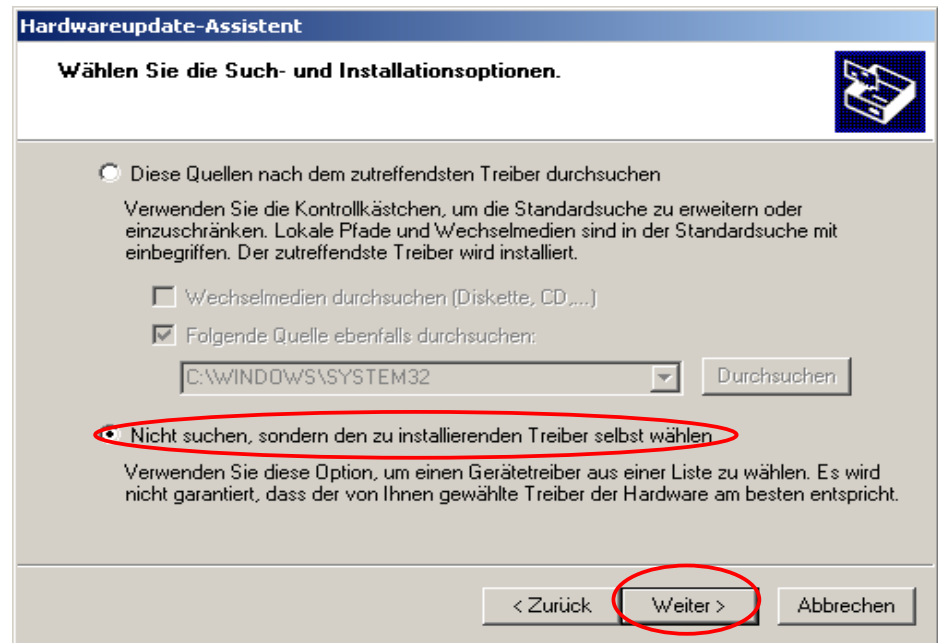 Hardwareupdate-Assistent
Wählen Sie die Such- und Installationsoptionen.
Diese Quellen nach dem zutreffendsten Treiber durchsuchen
Verwenden Sie die Kontrollkästchen, um die Standardsuche zu erweitern oder
einzuschränken. Lokale Pfade und Wechselmedien sind in der Standardsuche mit
einbegriffen. Der zutreffendste Treiber wird installiert.
Wechselmedien durchsuchen (Diskette, CD,...)
Folgende Quelle ebenfalls durchsuchen:
C:\WINDOWS\SYSTEM32
Durchsuchen
Nicht suchen, sondern den zu installierenden Treiber selbst wählen
Verwenden Sie diese Option, um einen Gerätetreiber aus einer Liste zu wählen. Es wird
nicht garantiert, dass der von Ihnen gewählte Treiber der Hardware am besten entspricht.
< Zurück Weiter > Abbrechen